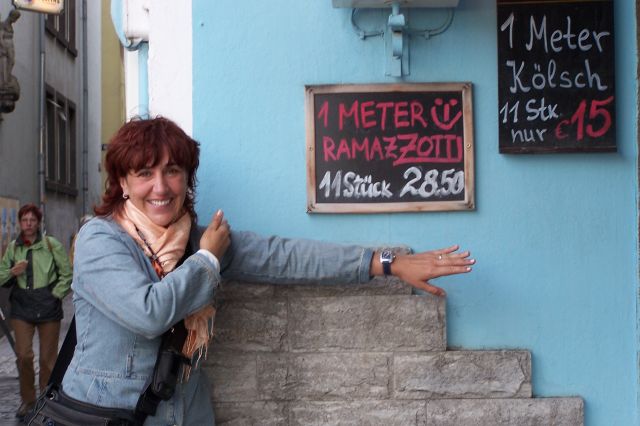 1 METER
RAMAZZOTTI
11 Stück 28.50
1 Meter
Kölsch
11 Stk.
nur €15